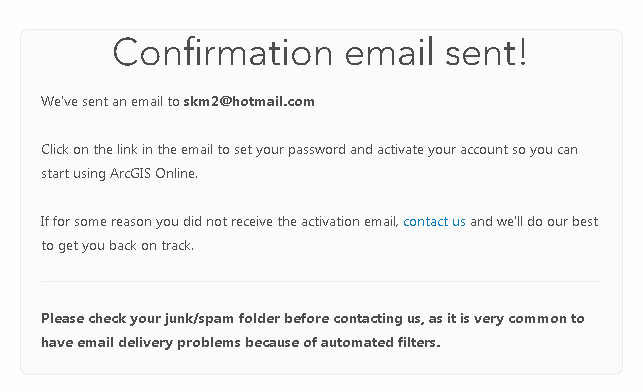 Confirmation email sent!
We've sent an email to skm2@hotmail.com
Click on the link in the email to set your password and activate your account so you can
start using ArcGIS Online.
If for some reason you did not receive the activation email, contact us and we'll do our best
to get you back on track.
Please check your junk/spam folder before contacting us, as it is very common to
have email delivery problems because of automated filters.